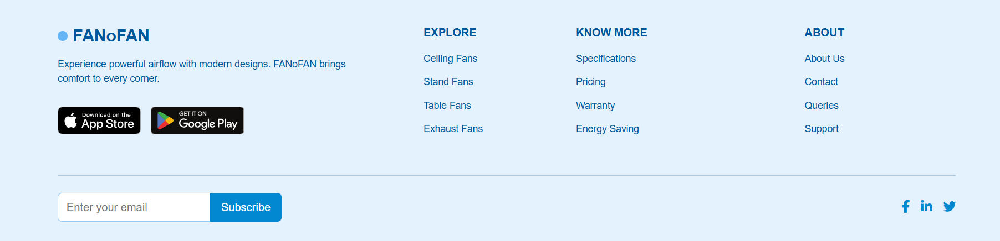 FANoFAN
Experience powerful airflow with modern designs. FANoFAN brings
comfort to every corner.
Download on the
App Store
GET IT ON
Google Play
EXPLORE
Ceiling Fans
Stand Fans
Table Fans
Exhaust Fans
KNOW MORE
Specifications
Pricing
Warranty
Energy Saving
ABOUT
About Us
Contact
Queries
Support
Enter your email
Subscribe